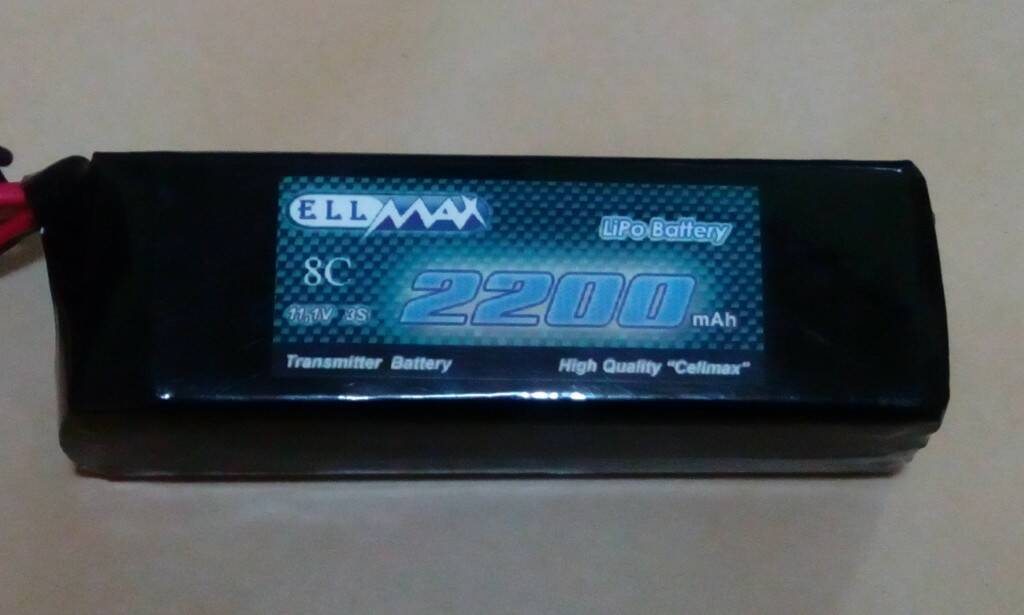 ELLMAX
LiPo Battery
8C
2200 mAh
11,1V 3S
Transmitter Battery
High Quality "Cellmax"